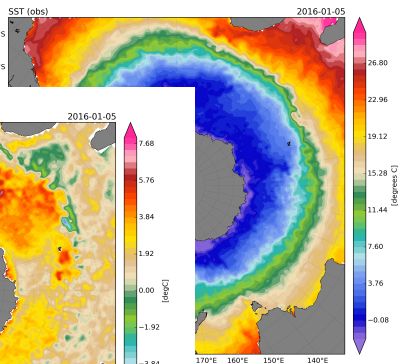 SST (obs) 2016-01-05
S
S
26.80
22.96
19.12
15.28
11.44
7.60
3.76
−0.08
[degrees C]
170°E 160°E 150°E 140°E
2016-01-05
7.68
5.76
3.84
1.92
0.00
−1.92
−3.84
[degC]